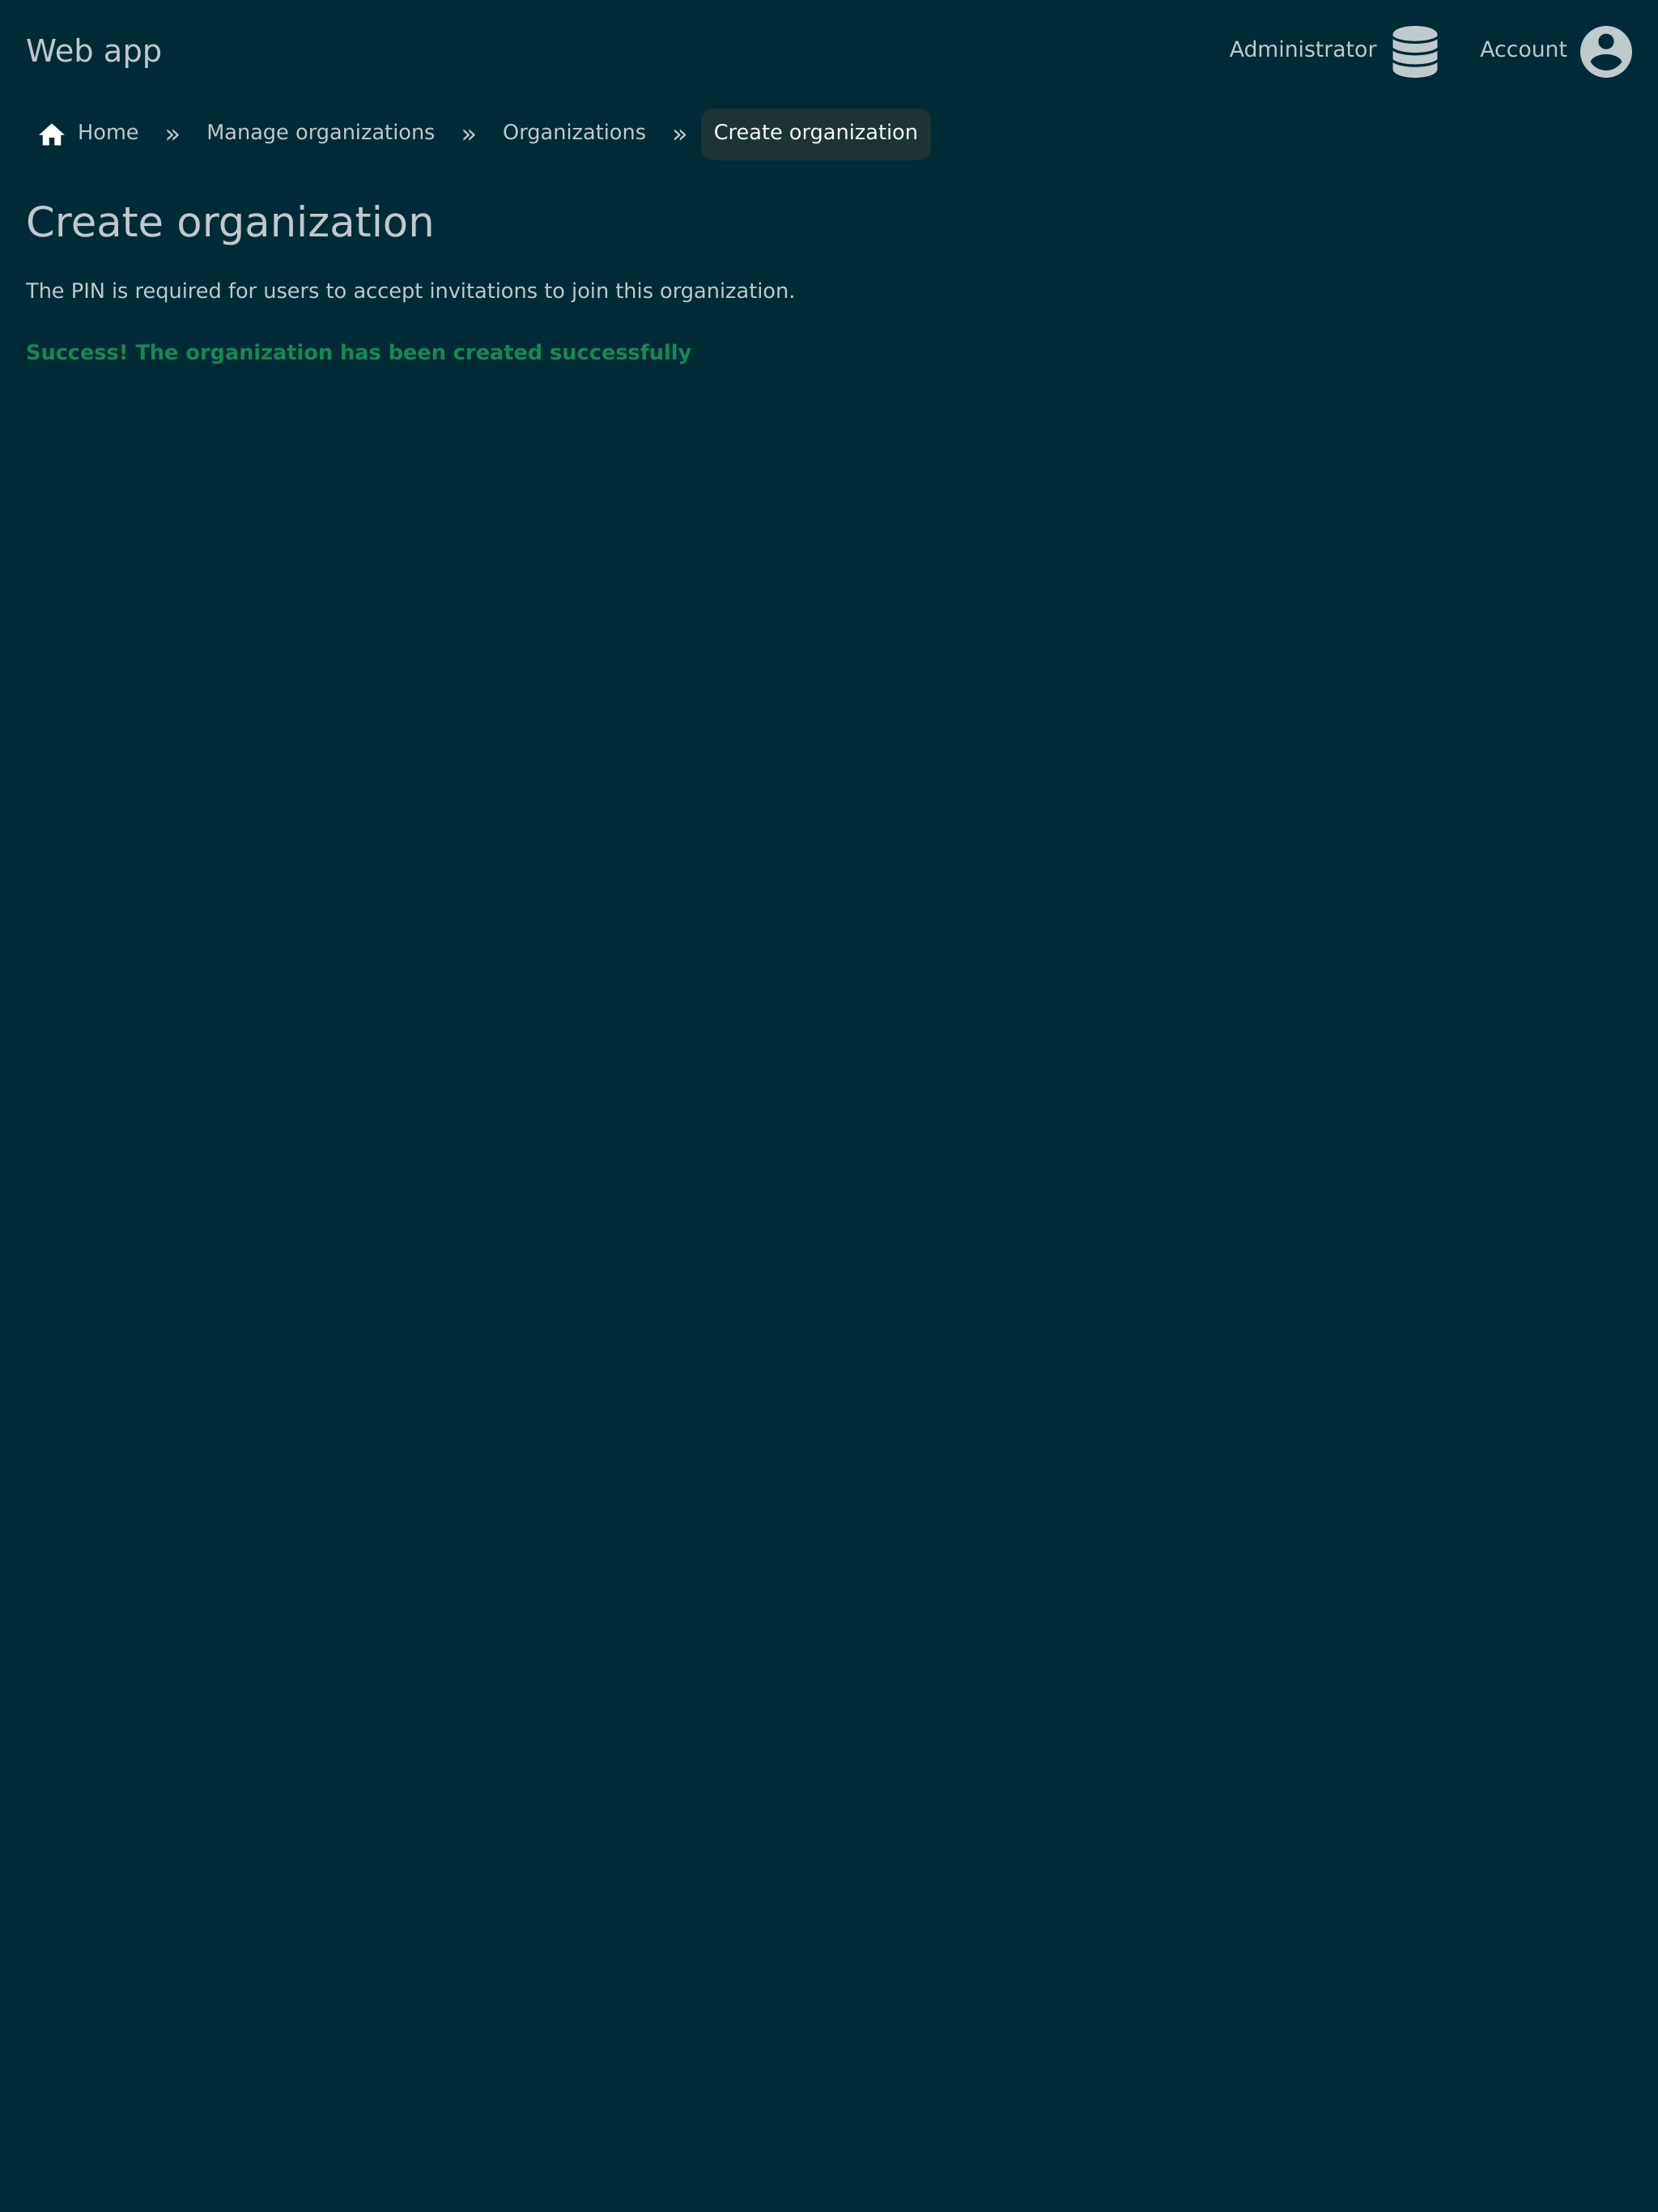 Web app
Administrator
Account
Home » Manage organizations » Organizations » Create organization
Create organization
The PIN is required for users to accept invitations to join this organization.
Success! The organization has been created successfully